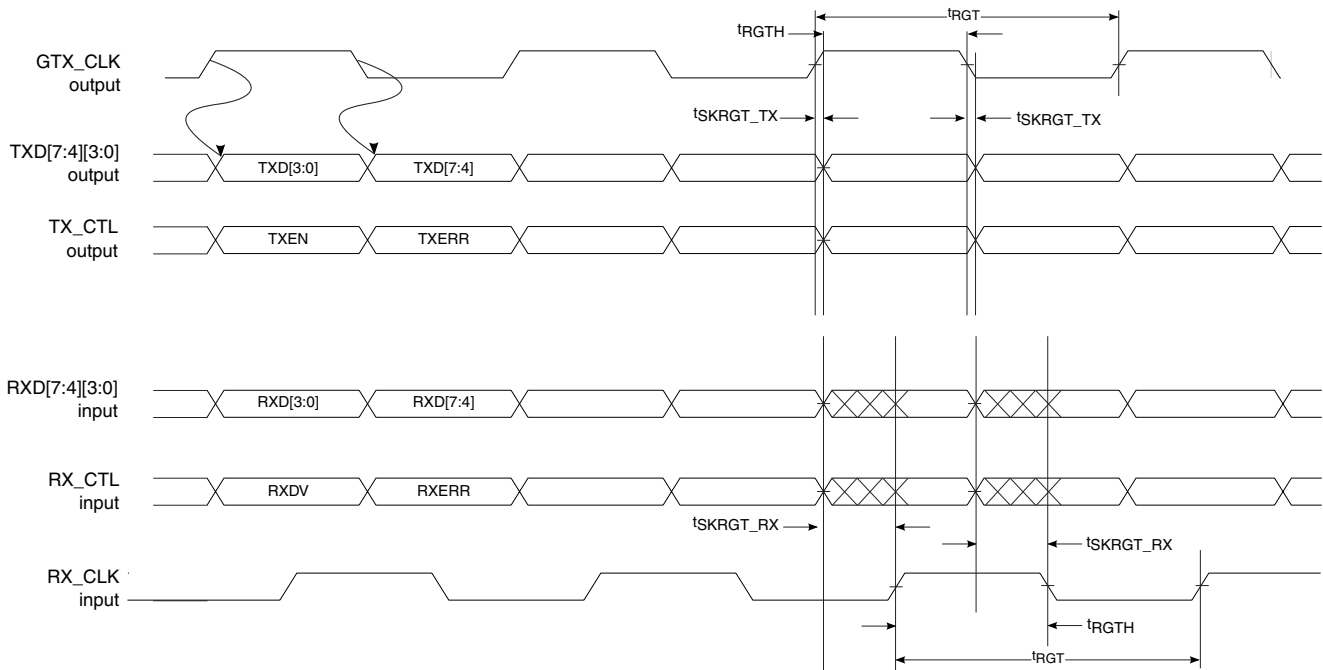 tRGT
tRGTH
GTX_CLK
output
tSKRGT_TX
tSKRGT_TX
TXD[7:4][3:0]
output
TXD[3:0]
TXD[7:4]
TX_CTL
output
TXEN
TXERR
RXD[7:4][3:0]
input
RXD[3:0]
RXD[7:4]
RX_CTL
input
RXDV
RXERR
tSKRGT_RX
tSKRGT_RX
RX_CLK
input
tRGTH
tRGT